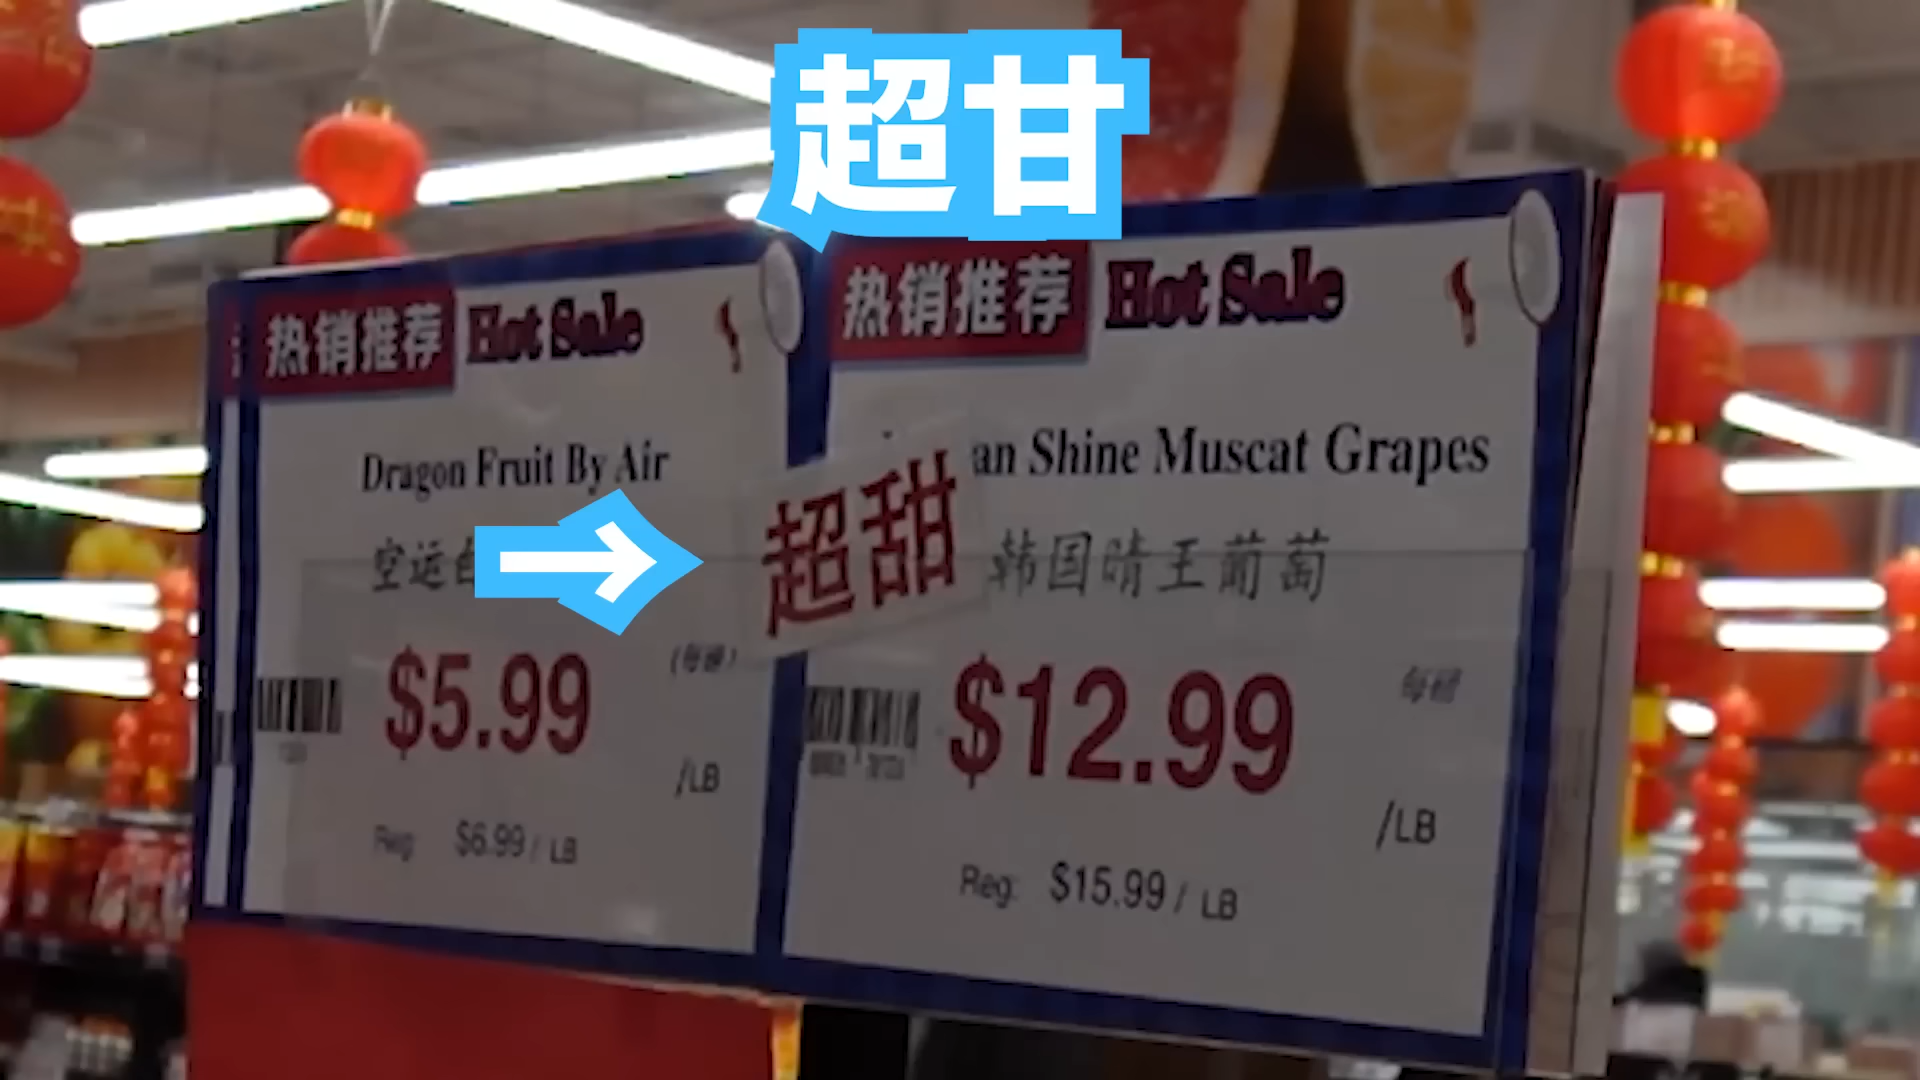 超甘
热销推荐 Hot Sale
Dragon Fruit By Air
空运
$5.99
(每磅)
/LB
Reg: $6.99 / LB
热销推荐 Hot Sale
Shine Muscat Grapes
超甜
韩国晴王葡萄
$12.99
每磅
/LB
Reg: $15.99 / LB